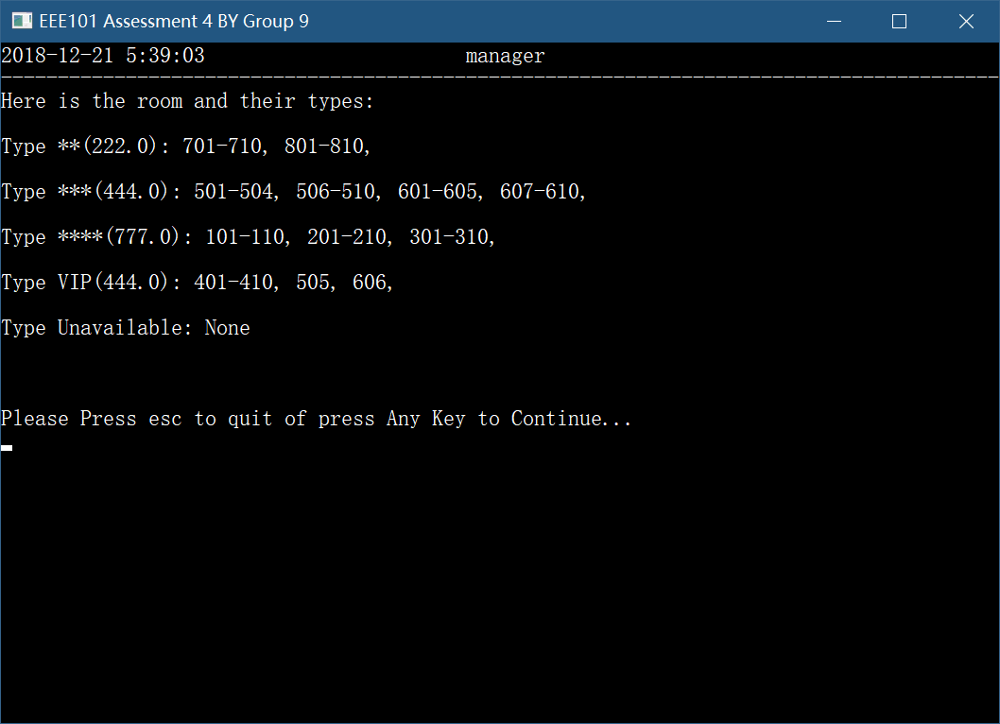 EEE101 Assessment 4 BY Group 9
2018-12-21 5:39:03 manager
----------------------------------------------------------------------------------------
Here is the room and their types:
Type **(222.0): 701-710, 801-810,
Type ***(444.0): 501-504, 506-510, 601-605, 607-610,
Type ****(777.0): 101-110, 201-210, 301-310,
Type VIP(444.0): 401-410, 505, 606,
Type Unavailable: None
Please Press esc to quit of press Any Key to Continue...